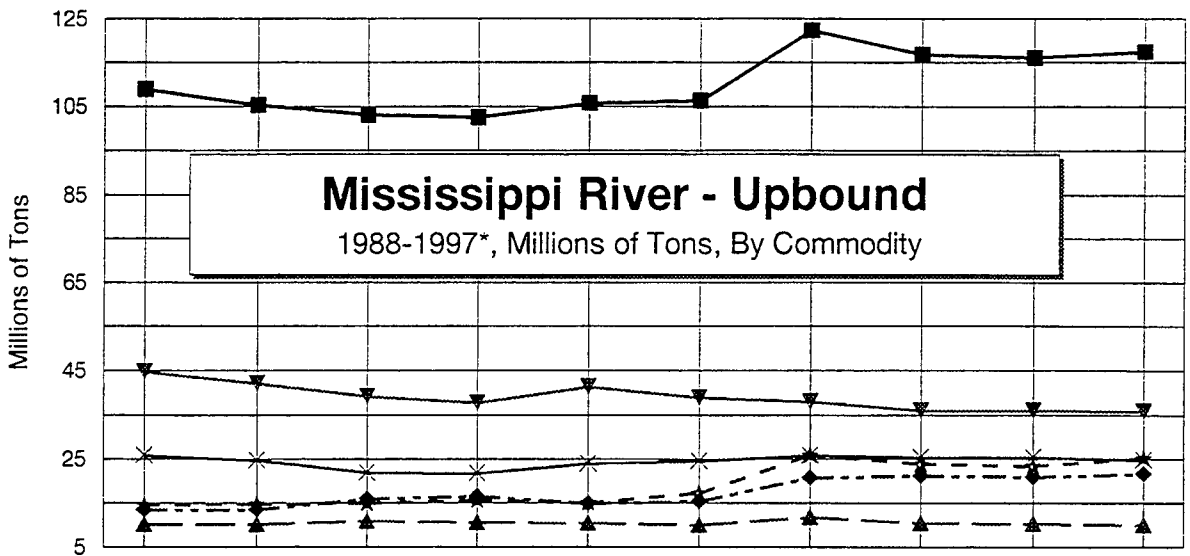 125
105
85
65
45
25
5
Millions of Tons
Mississippi River - Upbound
1988-1997*, Millions of Tons, By Commodity